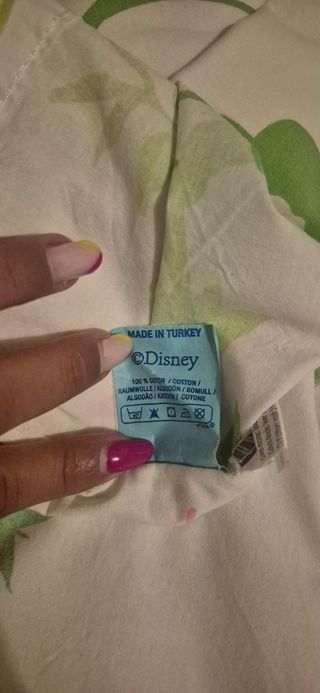 MADE IN TURKEY
©Disney
100 % COTON / COTTON /
BAUMWOLLE / ALGODÓN / BOMULL /
ALGODÃO / KATOEN / COTONE